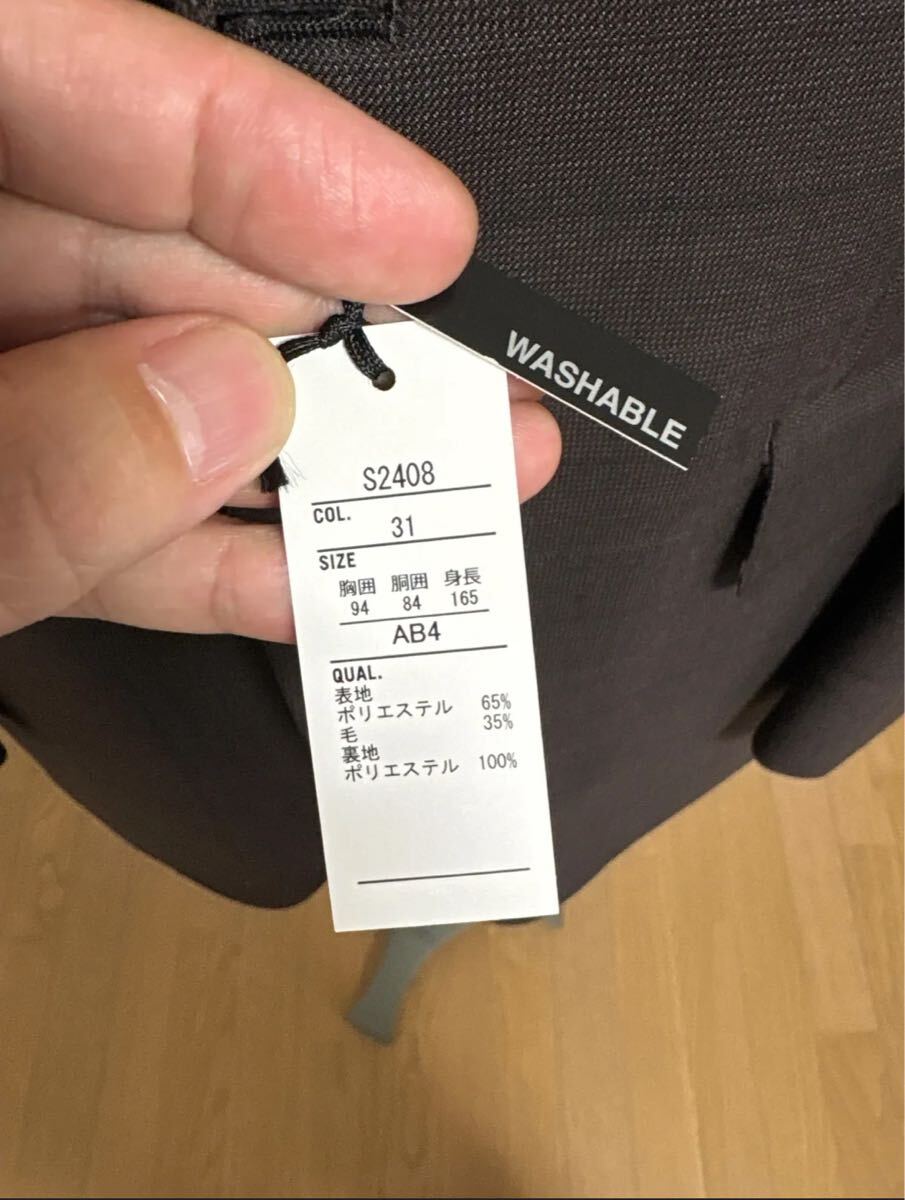 WASHABLE
S2408
COL.
31
SIZE
胸囲 胴囲 身長
94 84 165
AB4
QUAL.
表地
ポリエステル 65%
毛 35%
裏地
ポリエステル 100%